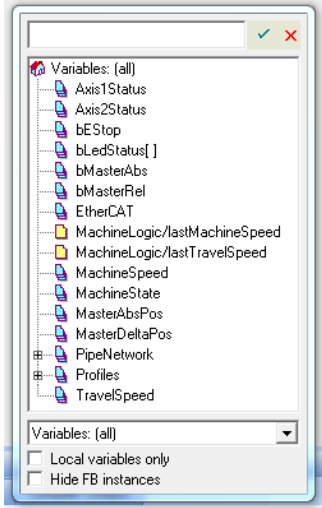 Variables: (all)
Axis1Status
Axis2Status
bEStop
bLedStatus[ ]
bMasterAbs
bMasterRel
EtherCAT
MachineLogic/lastMachineSpeed
MachineLogic/lastTravelSpeed
MachineSpeed
MachineState
MasterAbsPos
MasterDeltaPos
PipeNetwork
Profiles
TravelSpeed
Variables: (all)
Local variables only
Hide FB instances